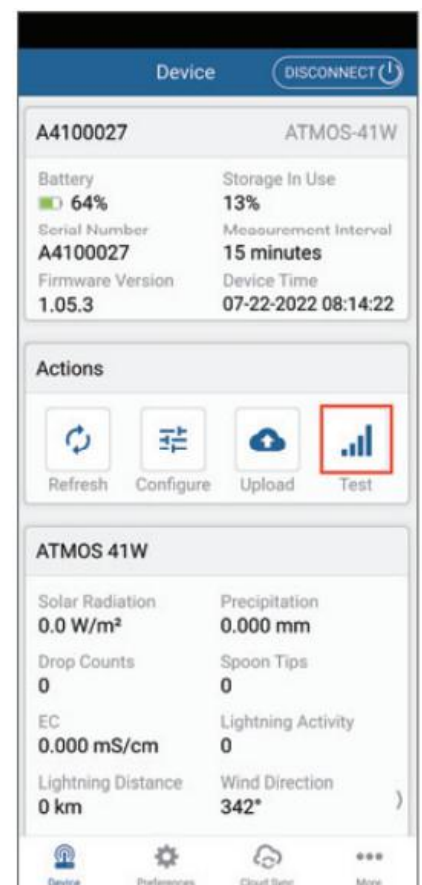 Device
DISCONNECT
A4100027 ATMOS-41W
Battery Storage In Use
64% 13%
Serial Number Measurement Interval
A4100027 15 minutes
Firmware Version Device Time
1.05.3 07-22-2022 08:14:22
Actions
Refresh Configure Upload Test
ATMOS 41W
Solar Radiation Precipitation
0.0 W/m² 0.000 mm
Drop Counts Spoon Tips
0 0
EC Lightning Activity
0.000 mS/cm 0
Lightning Distance Wind Direction
0 km 342°
Device Preferences Cloud Sync More